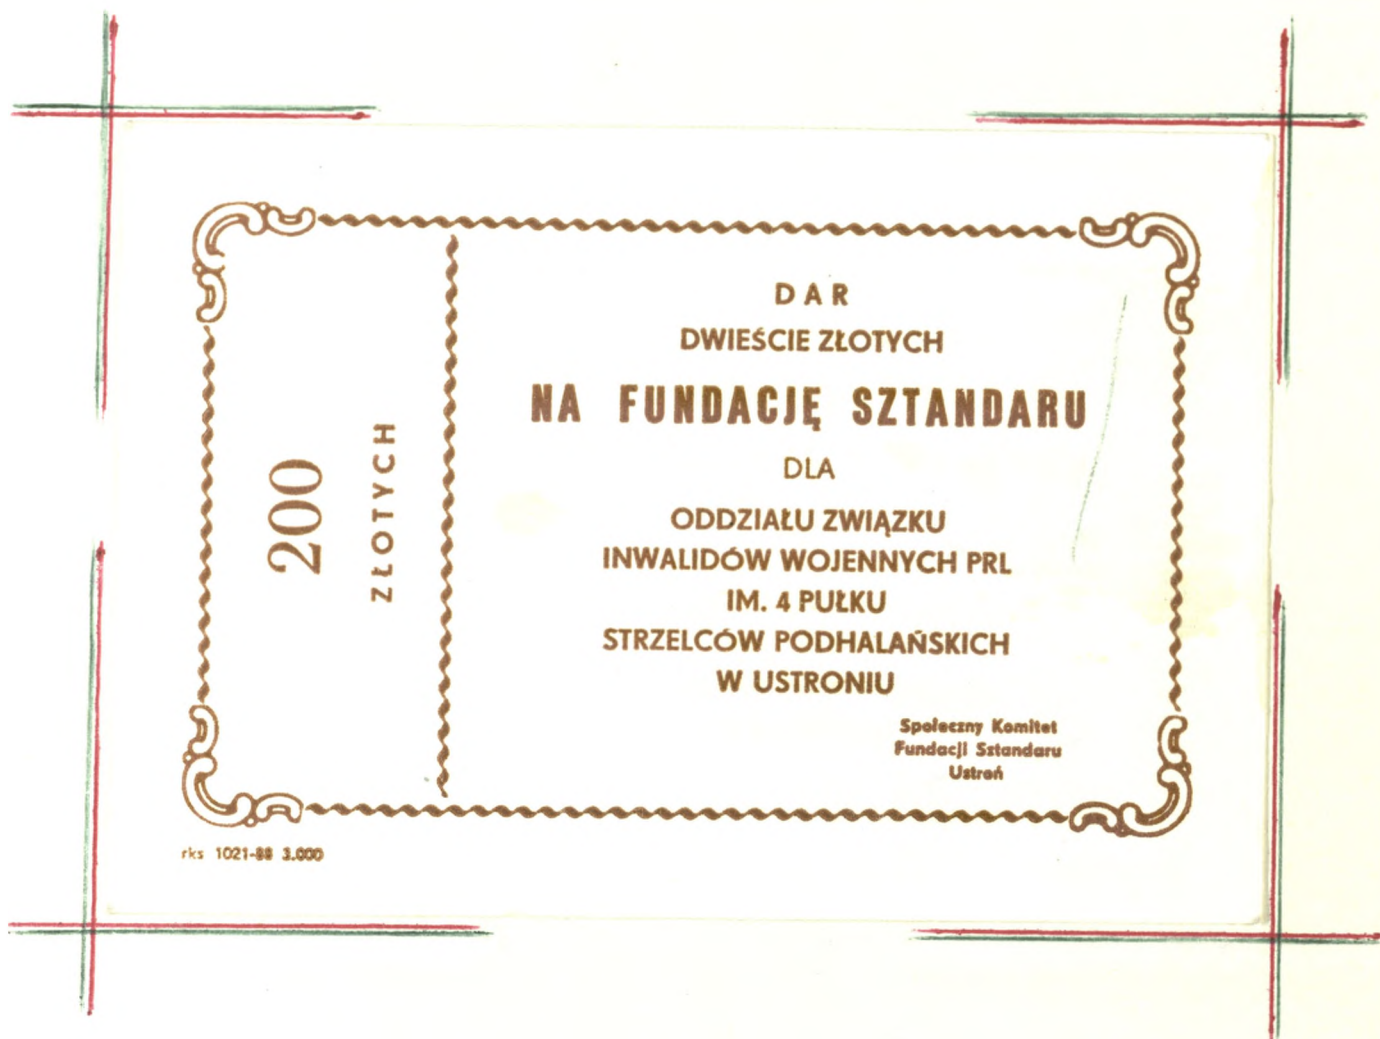 200
ZŁOTYCH
DAR
DWIEŚCIE ZŁOTYCH
NA FUNDACJĘ SZTANDARU
DLA
ODDZIAŁU ZWIĄZKU
INWALIDÓW WOJENNYCH PRL
IM. 4 PUŁKU
STRZELCÓW PODHALAŃSKICH
W USTRONIU
Społeczny Komitet
Fundacji Sztandaru
Ustroń
rks 1021-88 3.000